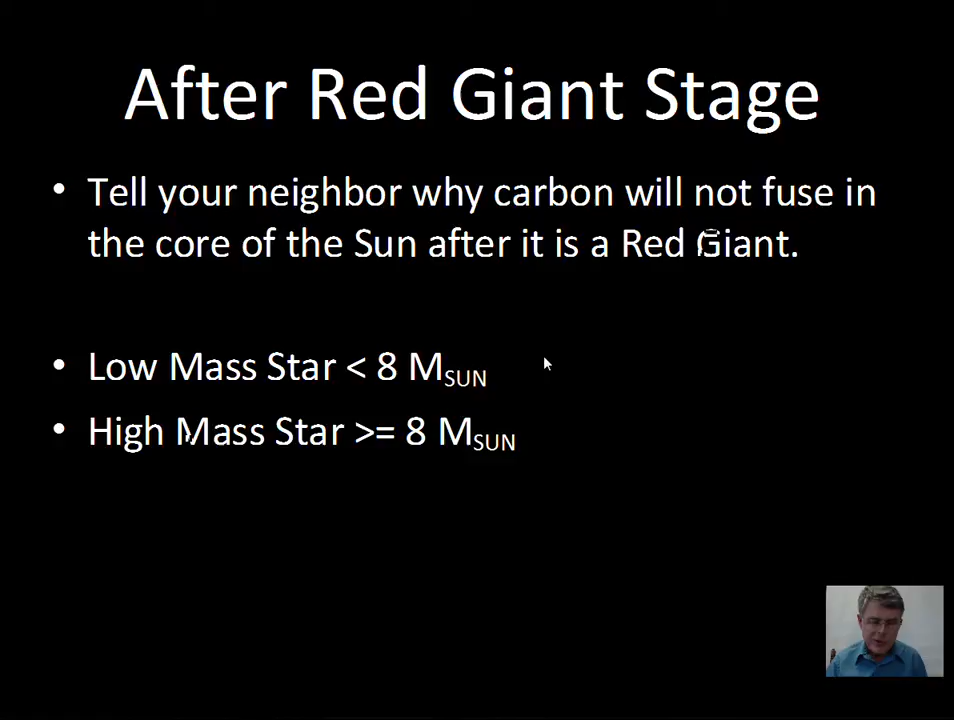 After Red Giant Stage
• Tell your neighbor why carbon will not fuse in
the core of the Sun after it is a Red Giant.
• Low Mass Star < 8 MSUN
• High Mass Star >= 8 MSUN